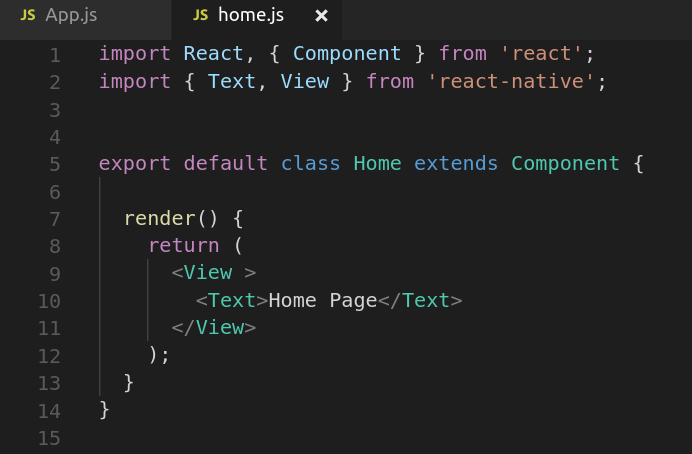 JS App.js JS home.js ×
1 import React, { Component } from 'react';
2 import { Text, View } from 'react-native';
3
4
5 export default class Home extends Component {
6
7   render() {
8     return (
9       <View >
10         <Text>Home Page</Text>
11       </View>
12     );
13   }
14 }
15